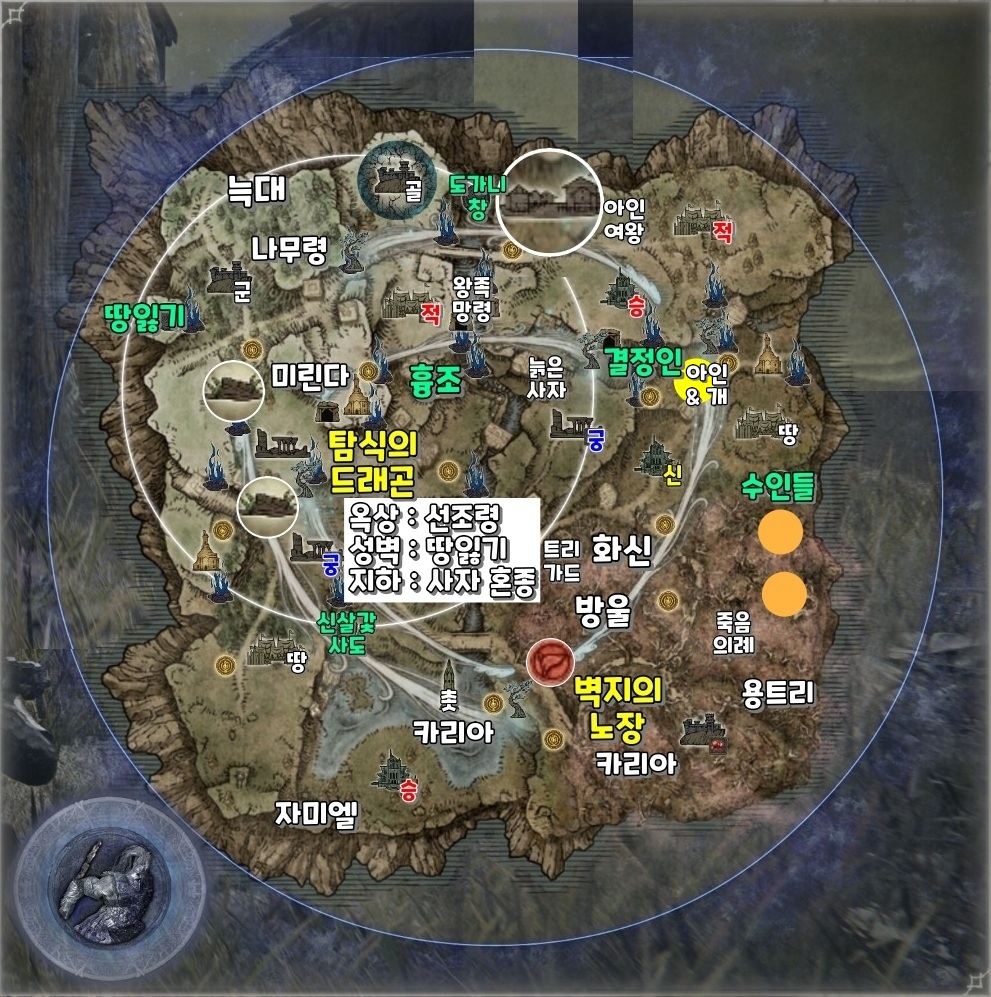 늑대
골
도가니
창
아인
여왕
적
나무령
군
왕족
망령
적
승
땅잃기
미린다
흉조
늙은
사자
결정인
아인
& 개
궁
땅
탐식의
드래곤
신
수인들
옥상 : 선조령
성벽 : 땅잃기
지하 : 사자 혼종
궁
트리
가드
화신
방울
신살갗
사도
땅
죽음
의례
촛
카리아
벽지의
노장
용트리
카리아
승
자미엘